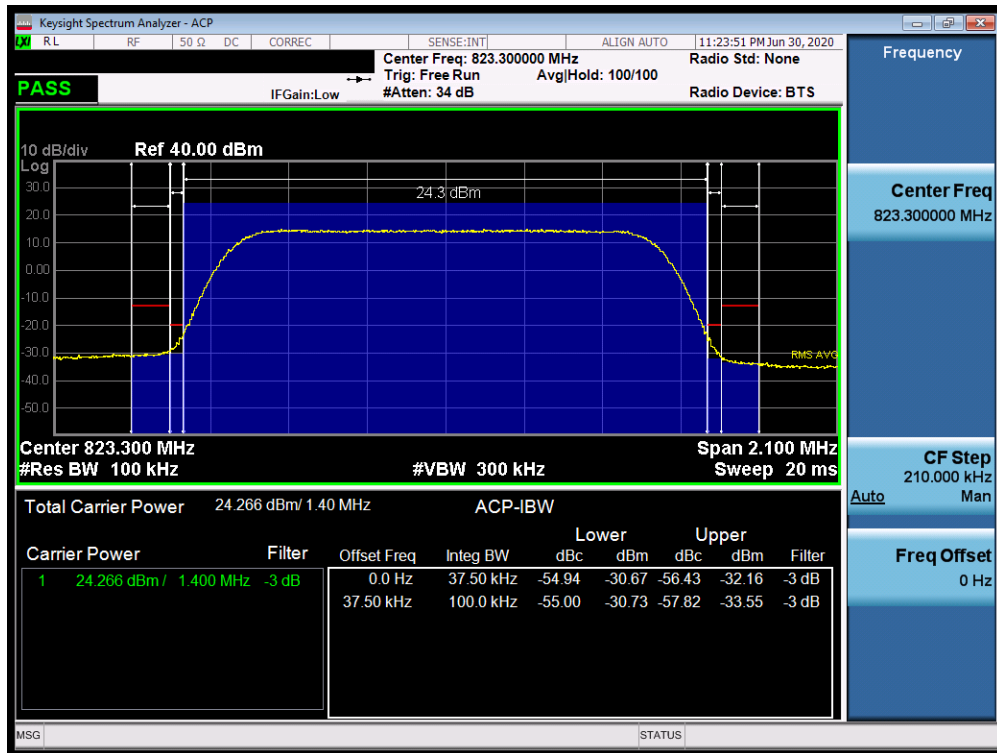 Keysight Spectrum Analyzer - ACP
LXI RL RF 50 Ω DC CORREC SENSE:INT ALIGN AUTO 11:23:51 PM Jun 30, 2020
Center Freq: 823.300000 MHz Radio Std: None
Trig: Free Run Avg|Hold: 100/100
PASS IFGain:Low #Atten: 34 dB Radio Device: BTS
10 dB/div Ref 40.00 dBm
Log
30.0
24.3 dBm
20.0
10.0
0.00
-10.0
-20.0
-30.0
RMS AVG
-40.0
-50.0
Center 823.300 MHz Span 2.100 MHz
#Res BW 100 kHz #VBW 300 kHz Sweep 20 ms
Total Carrier Power 24.266 dBm/ 1.40 MHz ACP-IBW
Lower Upper
Carrier Power Filter Offset Freq Integ BW dBc dBm dBc dBm Filter
1 24.266 dBm / 1.400 MHz -3 dB 0.0 Hz 37.50 kHz -54.94 -30.67 -56.43 -32.16 -3 dB
37.50 kHz 100.0 kHz -55.00 -30.73 -57.82 -33.55 -3 dB
MSG STATUS
Frequency
Center Freq
823.300000 MHz
CF Step
210.000 kHz
Auto Man
Freq Offset
0 Hz